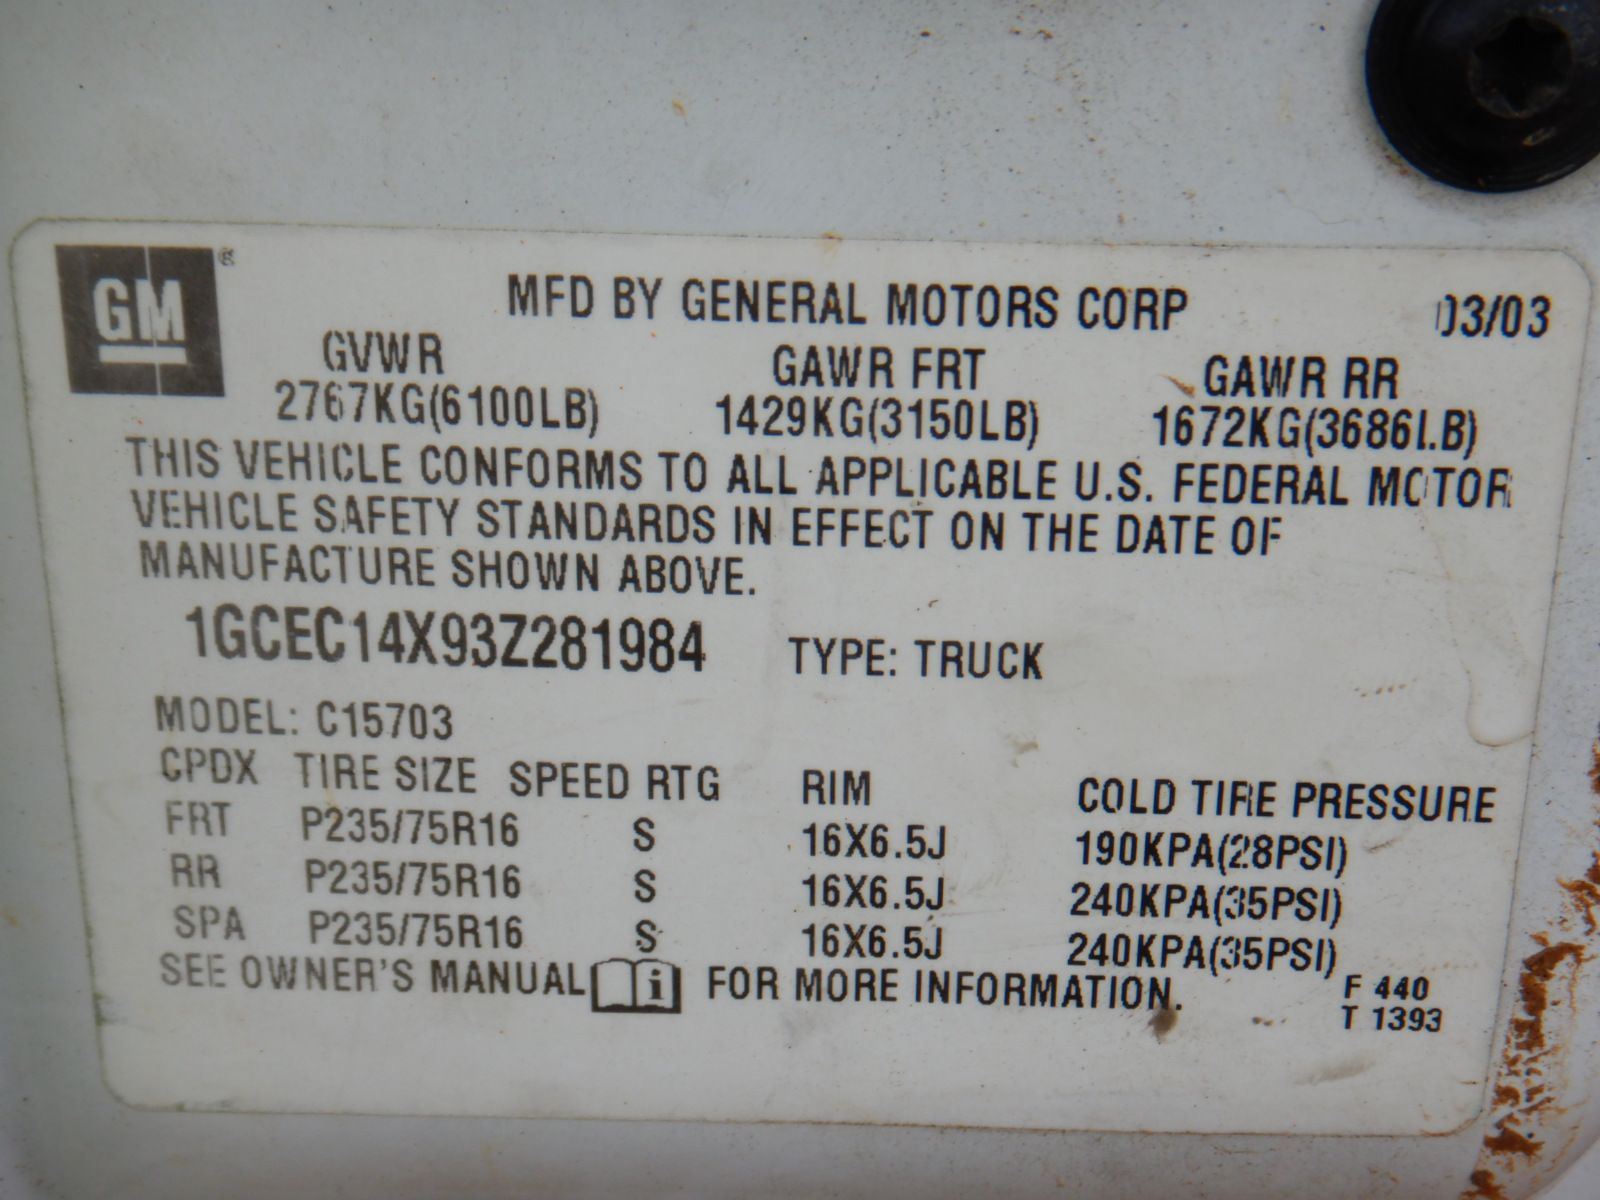 GM®
MFD BY GENERAL MOTORS CORP 03/03
GVWR GAWR FRT GAWR RR
2767KG(6100LB) 1429KG(3150LB) 1672KG(3686LB)
THIS VEHICLE CONFORMS TO ALL APPLICABLE U.S. FEDERAL MOTOR
VEHICLE SAFETY STANDARDS IN EFFECT ON THE DATE OF
MANUFACTURE SHOWN ABOVE.
1GCEC14X93Z281984 TYPE: TRUCK
MODEL: C15703
CPDX TIRE SIZE SPEED RTG RIM COLD TIRE PRESSURE
FRT P235/75R16 S 16X6.5J 190KPA(28PSI)
RR P235/75R16 S 16X6.5J 240KPA(35PSI)
SPA P235/75R16 S 16X6.5J 240KPA(35PSI)
SEE OWNER'S MANUAL i FOR MORE INFORMATION.
F 440
T 1393